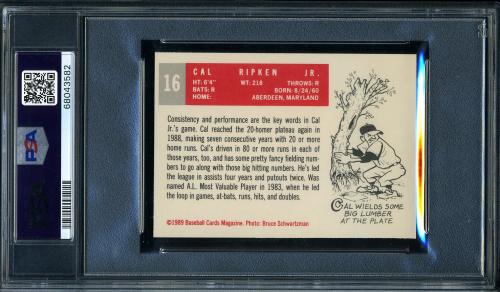 16
CAL RIPKEN JR.
HT: 6'4" WT: 218 THROWS: R
BATS: R BORN: 8/24/60
HOME: ABERDEEN, MARYLAND
Consistency and performance are the key words in Cal
Jr.'s game. Cal reached the 20-homer plateau again in
1988, making seven consecutive years with 20 or more
home runs. Cal's driven in 80 or more runs in each of
those years, too, and has some pretty fancy fielding num-
bers to go along with those big hitting numbers. He's led
the league in assists four years and putouts twice. Was
named A.L. Most Valuable Player in 1983, when he led
the loop in games, at-bats, runs, hits, and doubles.
©1989 Baseball Cards Magazine. Photo: Bruce Schwartzman
CAL WIELDS SOME
BIG LUMBER
AT THE PLATE
68043582
PSA